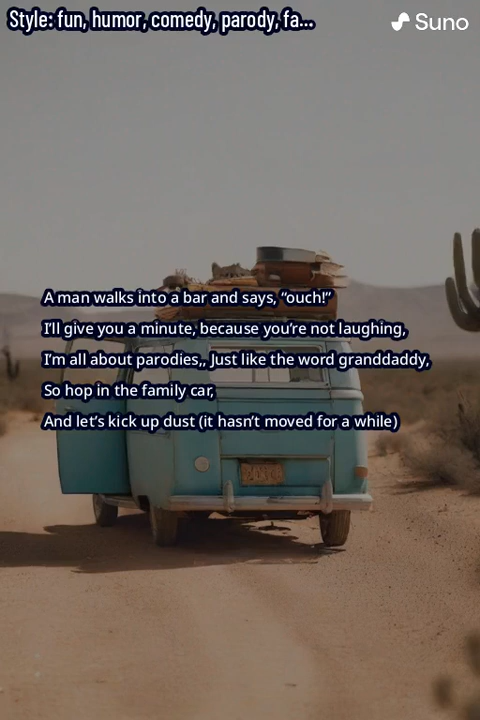 Style: fun, humor, comedy, parody, fa...
Suno
A man walks into a bar and says, “ouch!”
I’ll give you a minute, because you’re not laughing,
I’m all about parodies,, Just like the word granddaddy,
So hop in the family car,
And let’s kick up dust (it hasn’t moved for a while)